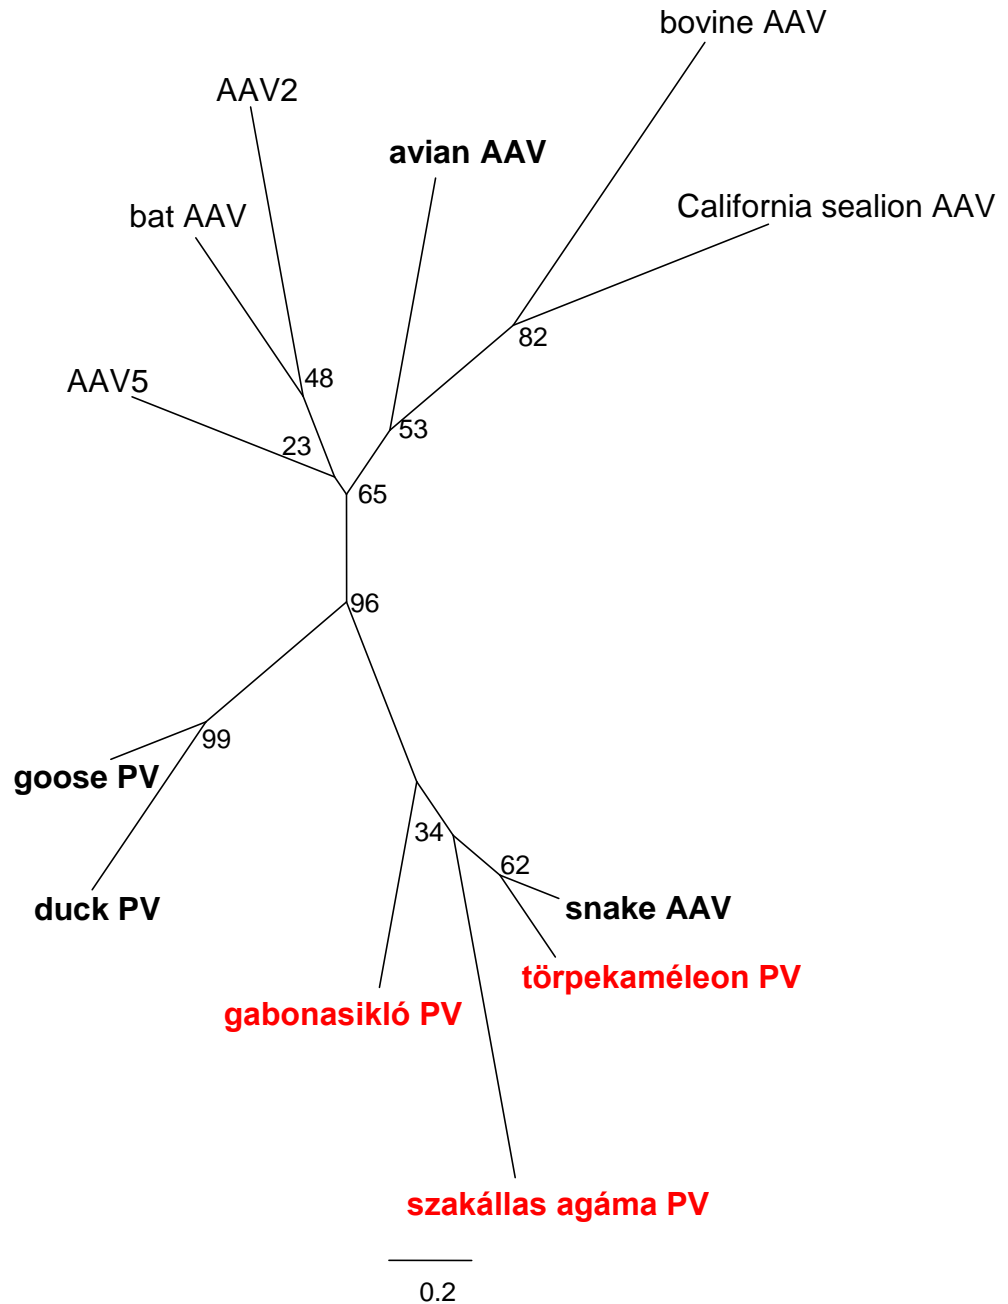 bovine AAV
AAV2
avian AAV
California sealion AAV
bat AAV
82
48
AAV5
53
23
65
96
99
goose PV
34
62
duck PV
snake AAV
törpekaméleon PV
gabonasikló PV
szakállas agáma PV
0.2